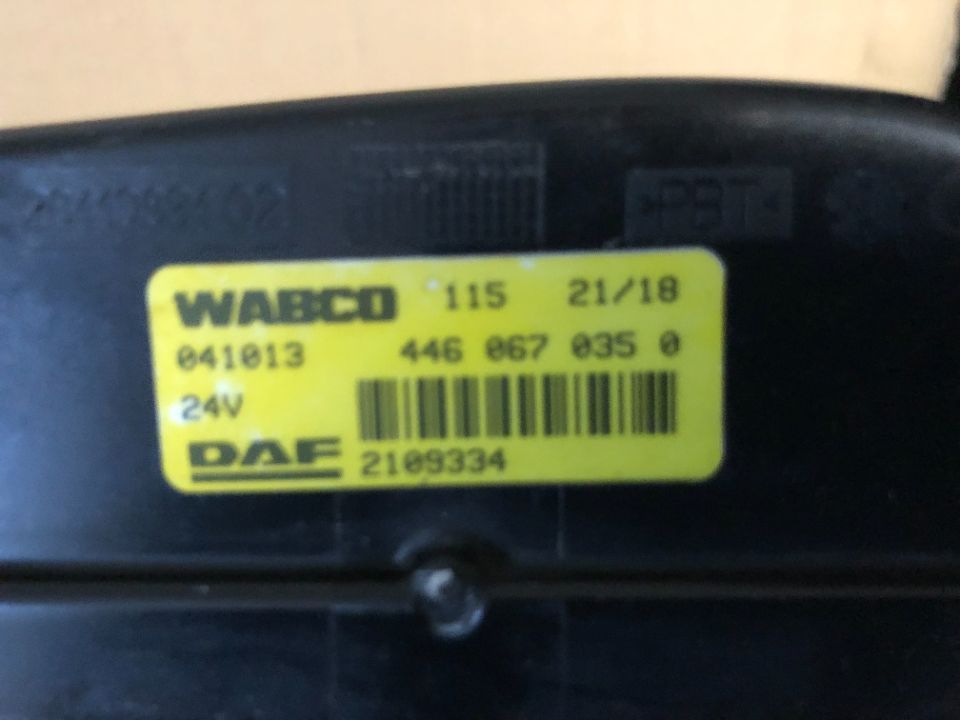 >PBT<
WABCO 115 21/18
041013 446 067 035 0
24V
DAF 2109334